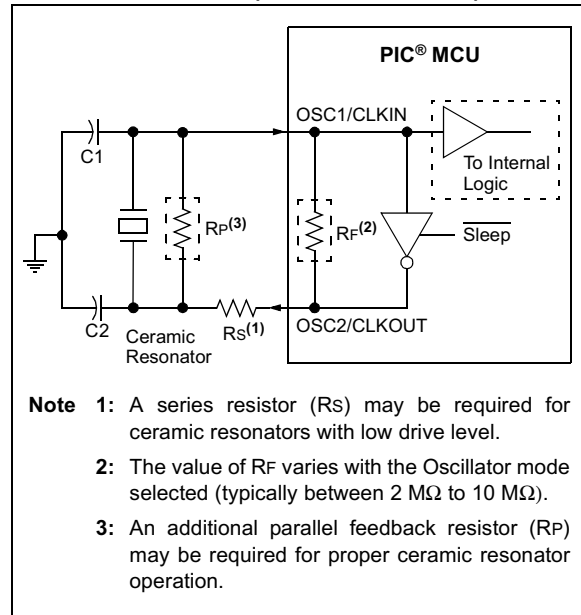 PIC® MCU
OSC1/CLKIN
C1
To Internal
Logic
RP(3)
RF(2)
Sleep
C2
Ceramic
Resonator
RS(1)
OSC2/CLKOUT
Note 1: A series resistor (RS) may be required for
ceramic resonators with low drive level.
2: The value of RF varies with the Oscillator mode
selected (typically between 2 MΩ to 10 MΩ).
3: An additional parallel feedback resistor (RP)
may be required for proper ceramic resonator
operation.